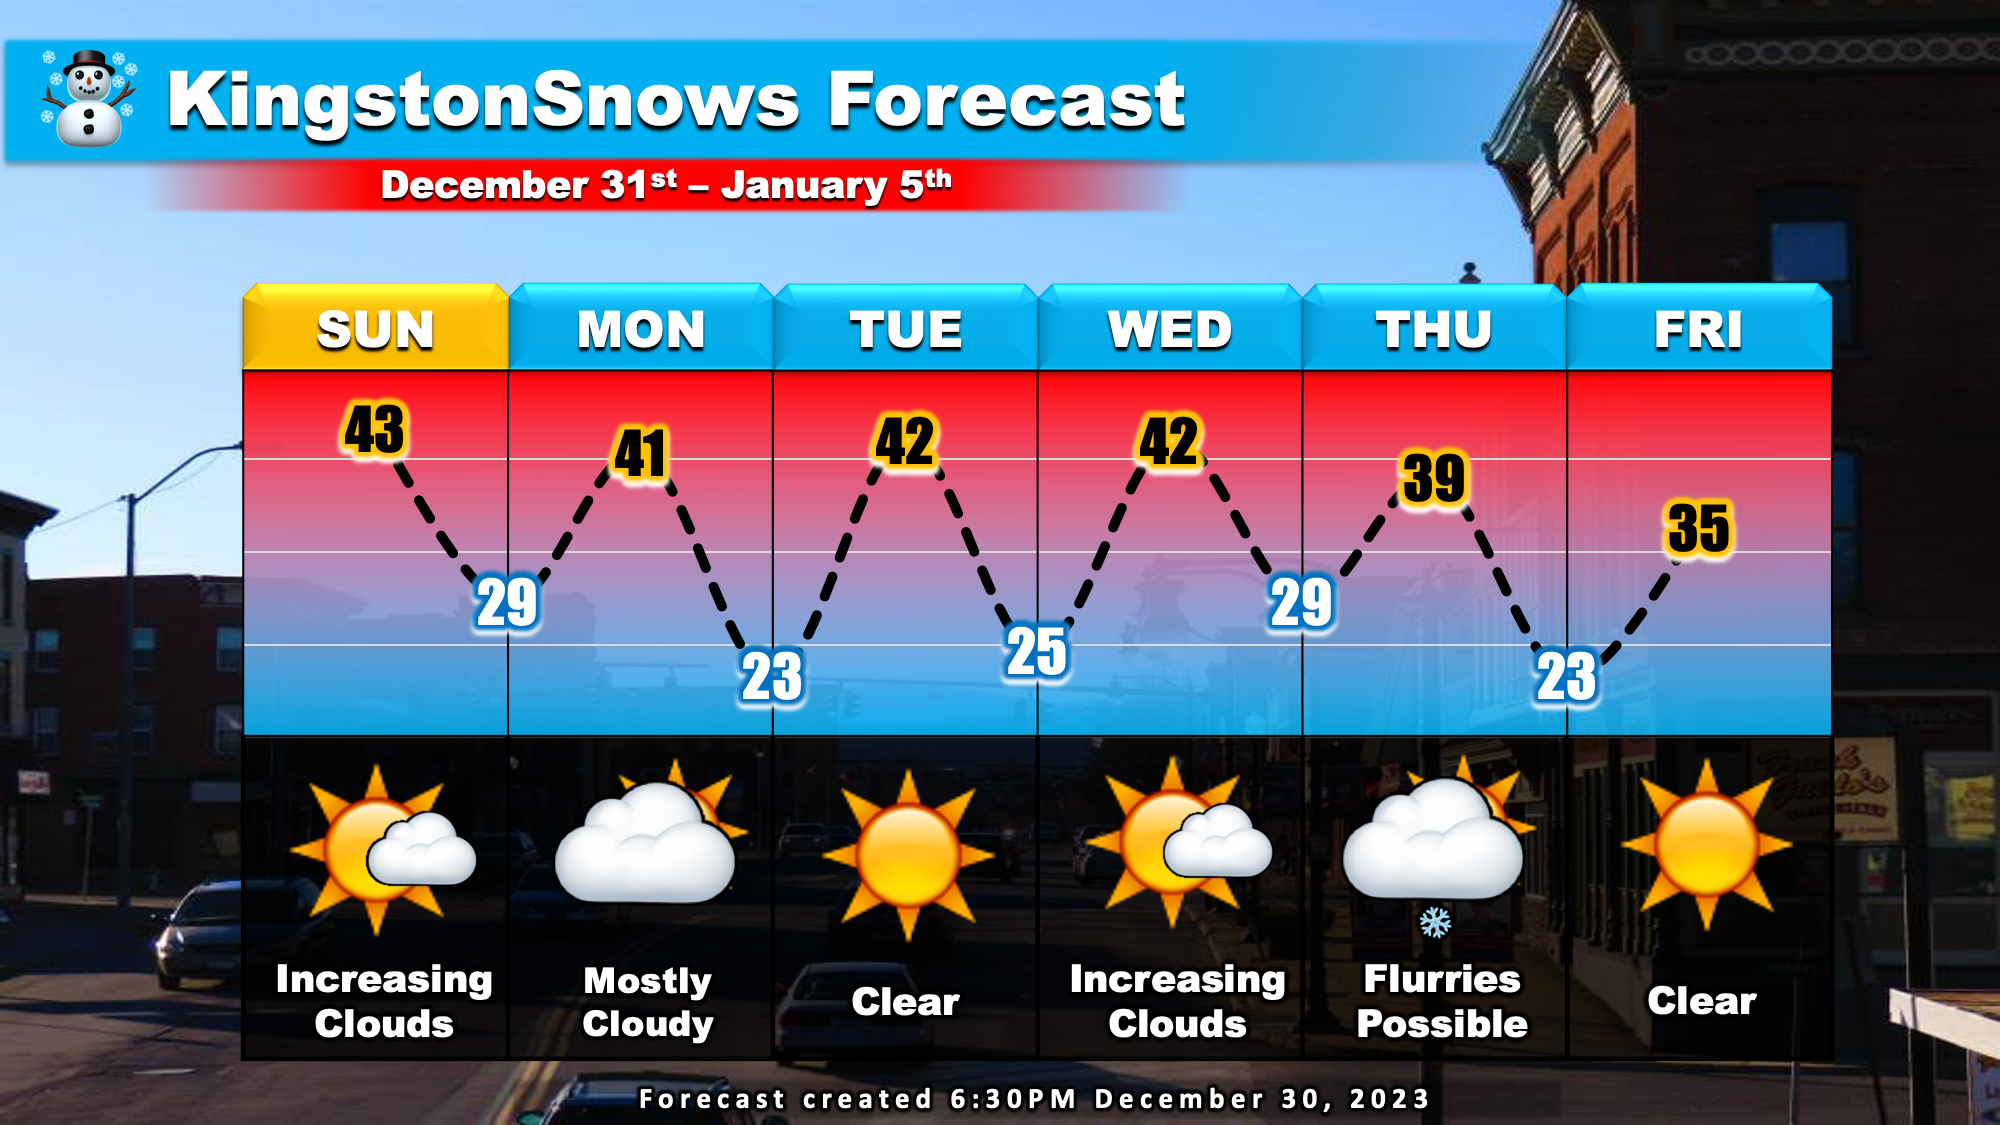 KingstonSnows Forecast
December 31st – January 5th
SUN MON TUE WED THU FRI
43 41 42 42 39 35
29 23 25 29 23
Increasing Clouds
Mostly Cloudy
Clear
Increasing Clouds
Flurries Possible
Clear
Forecast created 6:30PM December 30, 2023